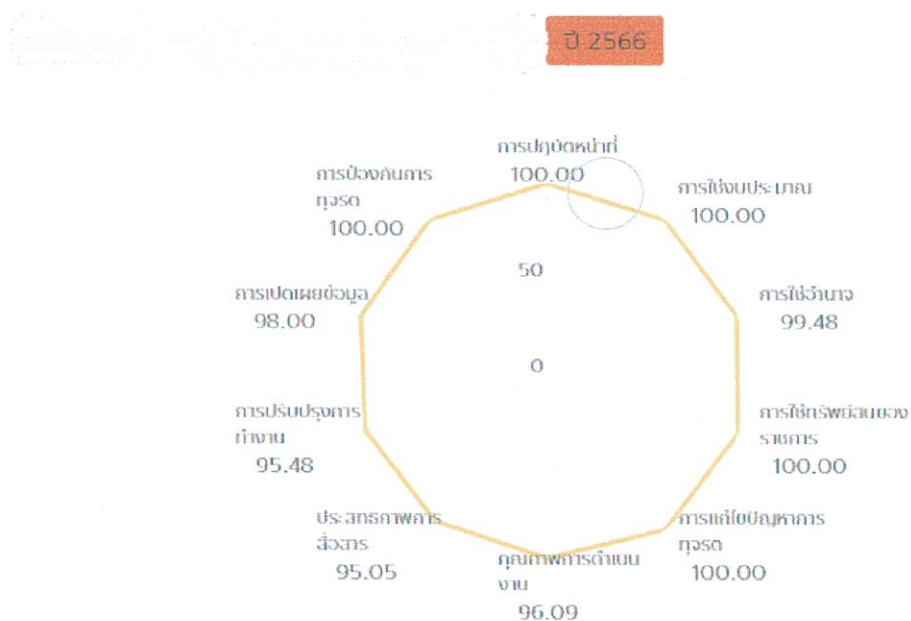 ปี 2566
การปฏิบัติหน้าที่
100.00
การใช้งบประมาณ
100.00
การใช้อำนาจ
99.48
การใช้ทรัพย์สินของ
ราชการ
100.00
การแก้ไขปัญหาการ
ทุจริต
100.00
คุณภาพการดำเนิน
งาน
96.09
ประสิทธิภาพการ
สื่อสาร
95.05
การปรับปรุงการ
ทำงาน
95.48
การเปิดเผยข้อมูล
98.00
การป้องกันการ
ทุจริต
100.00
50
0